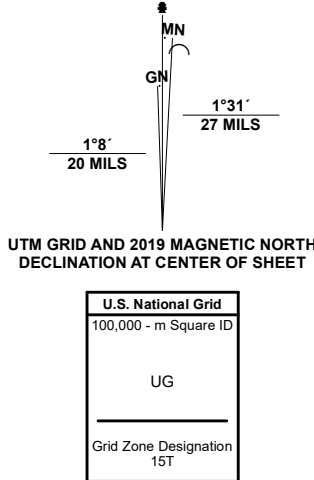 MN
GN
1°31´
27 MILS
1°8´
20 MILS
UTM GRID AND 2019 MAGNETIC NORTH
DECLINATION AT CENTER OF SHEET
U.S. National Grid
100,000 - m Square ID
UG
Grid Zone Designation
15T